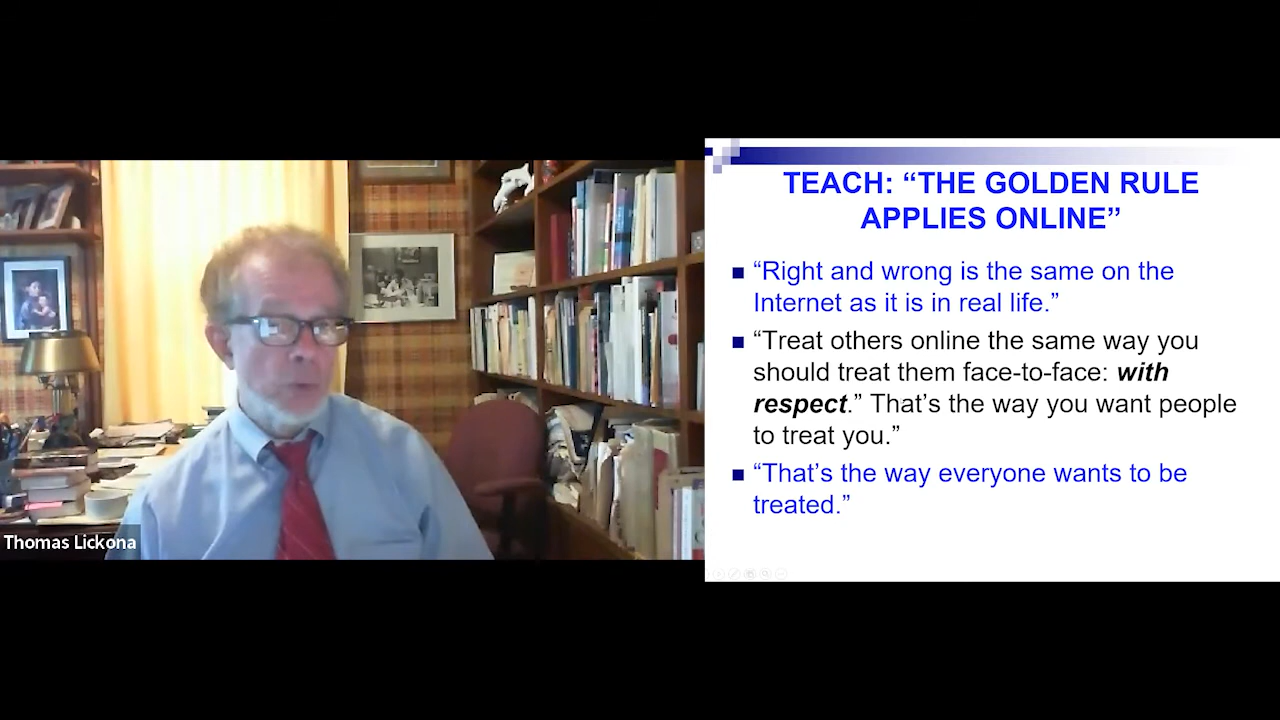 TEACH: “THE GOLDEN RULE
APPLIES ONLINE”
“Right and wrong is the same on the
Internet as it is in real life.”
“Treat others online the same way you
should treat them face-to-face: with
respect.” That’s the way you want people
to treat you.”
“That’s the way everyone wants to be
treated.”
Thomas Lickona